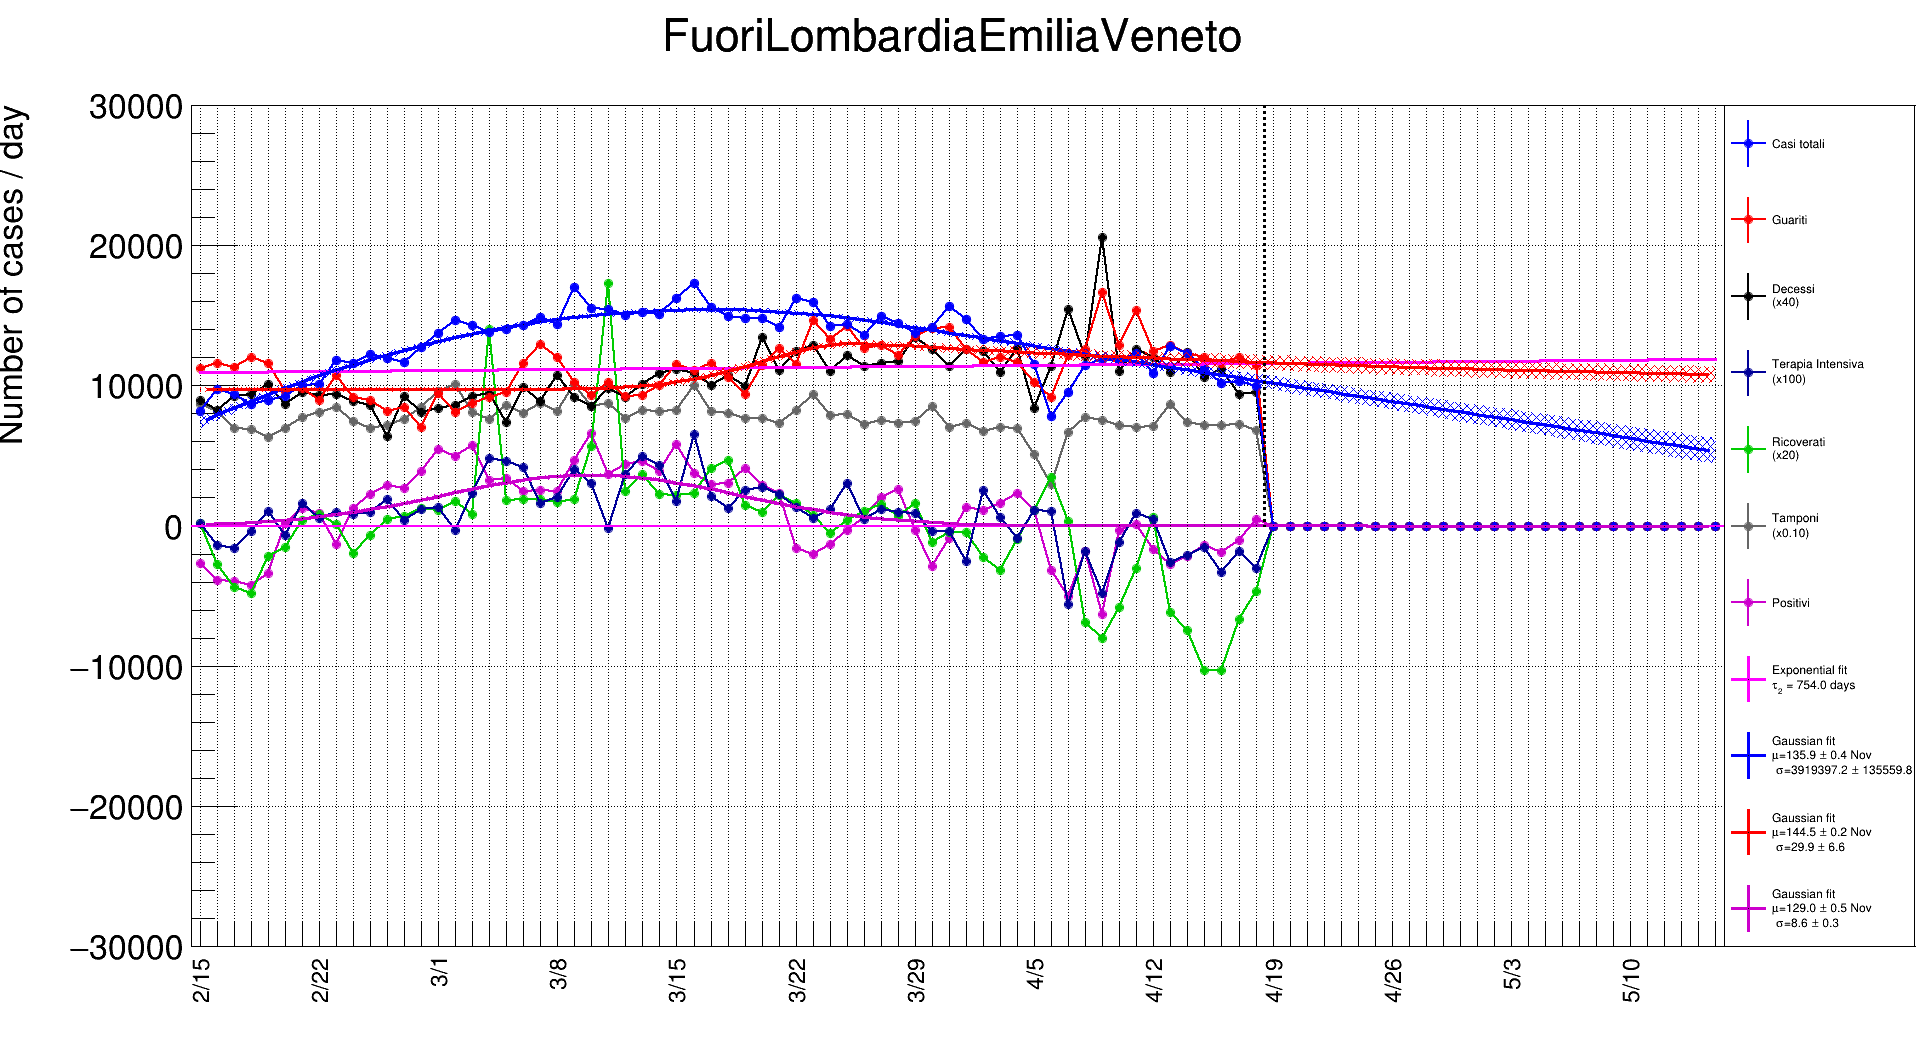 FuoriLombardiaEmiliaVeneto
Number of cases / day
30000
20000
10000
0
−10000
−20000
−30000
2/15
2/22
3/1
3/8
3/15
3/22
3/29
4/5
4/12
4/19
4/26
5/3
5/10
Casi totali
Guariti
Decessi
(x40)
Terapia Intensiva
(x100)
Ricoverati
(x20)
Tamponi
(x0.10)
Positivi
Exponential fit
τ2 = 754.0 days
Gaussian fit
μ=135.9 ± 0.4 Nov
σ=3919397.2 ± 135559.8
Gaussian fit
μ=144.5 ± 0.2 Nov
σ=29.9 ± 6.6
Gaussian fit
μ=129.0 ± 0.5 Nov
σ=8.6 ± 0.3